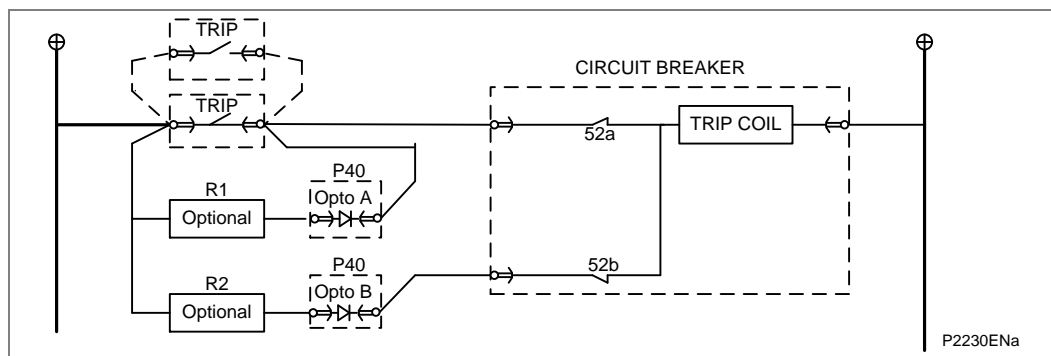 TRIP
TRIP
CIRCUIT BREAKER
52a
TRIP COIL
R1
Optional
P40
Opto A
R2
Optional
P40
Opto B
52b
P2230ENa